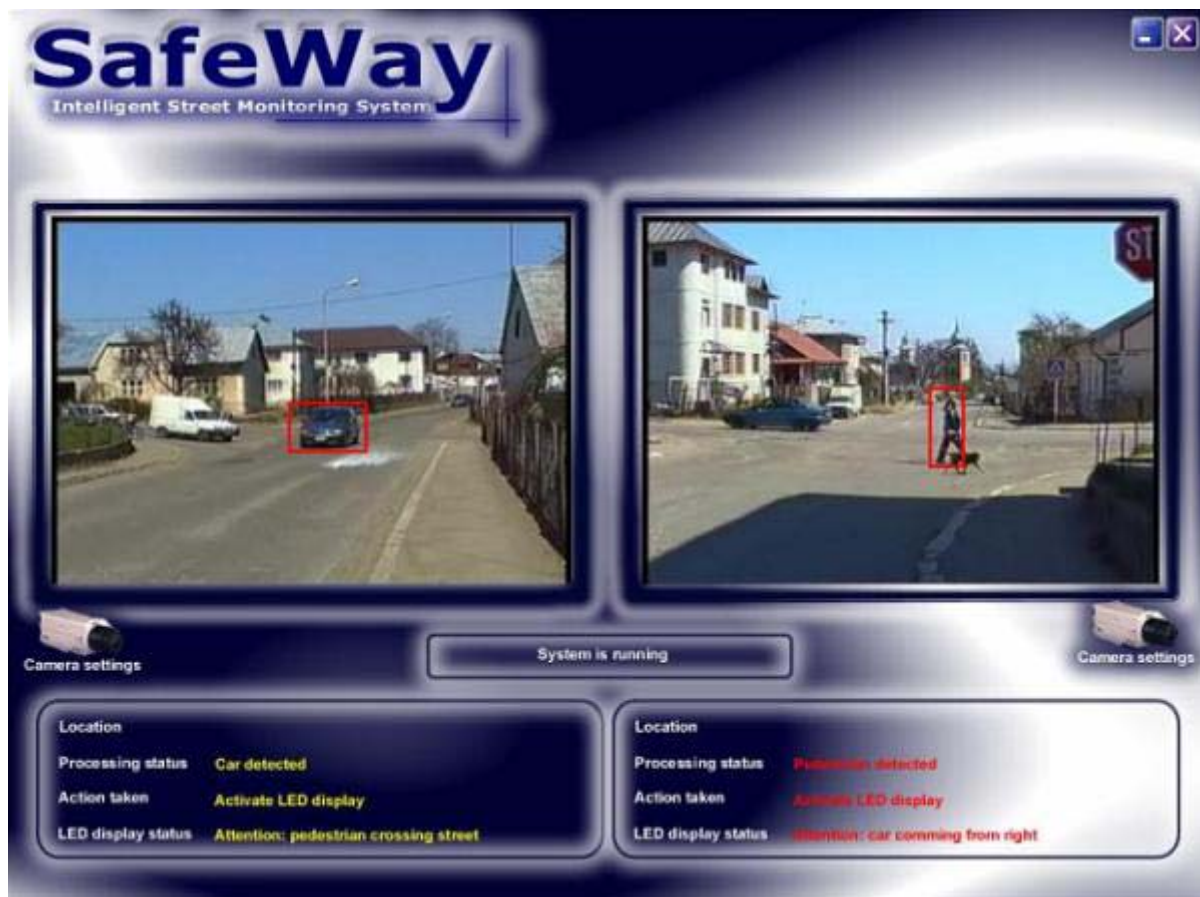 SafeWay
Intelligent Street Monitoring System
ST
Camera settings
System is running
Camera settings
Location
Processing status Car detected
Action taken Activate LED display
LED display status Attention: pedestrian crossing street
Location
Processing status Pedestrian detected
Action taken Activate LED display
LED display status Attention: car comming from right